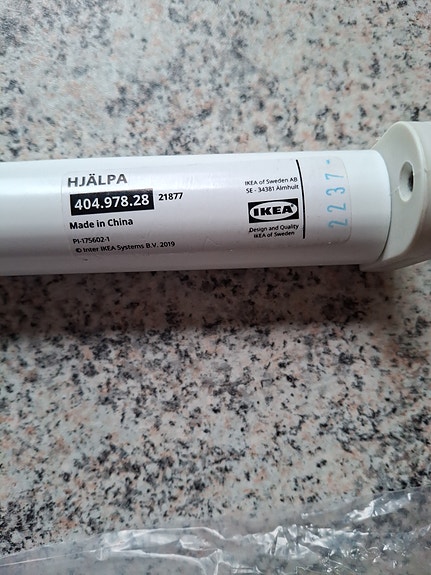 HJÄLPA
404.978.28 21877
Made in China
PI-175602-1
© Inter IKEA Systems B.V. 2019
IKEA of Sweden AB
SE - 34381 Älmhult
IKEA
Design and Quality
IKEA of Sweden
2237-